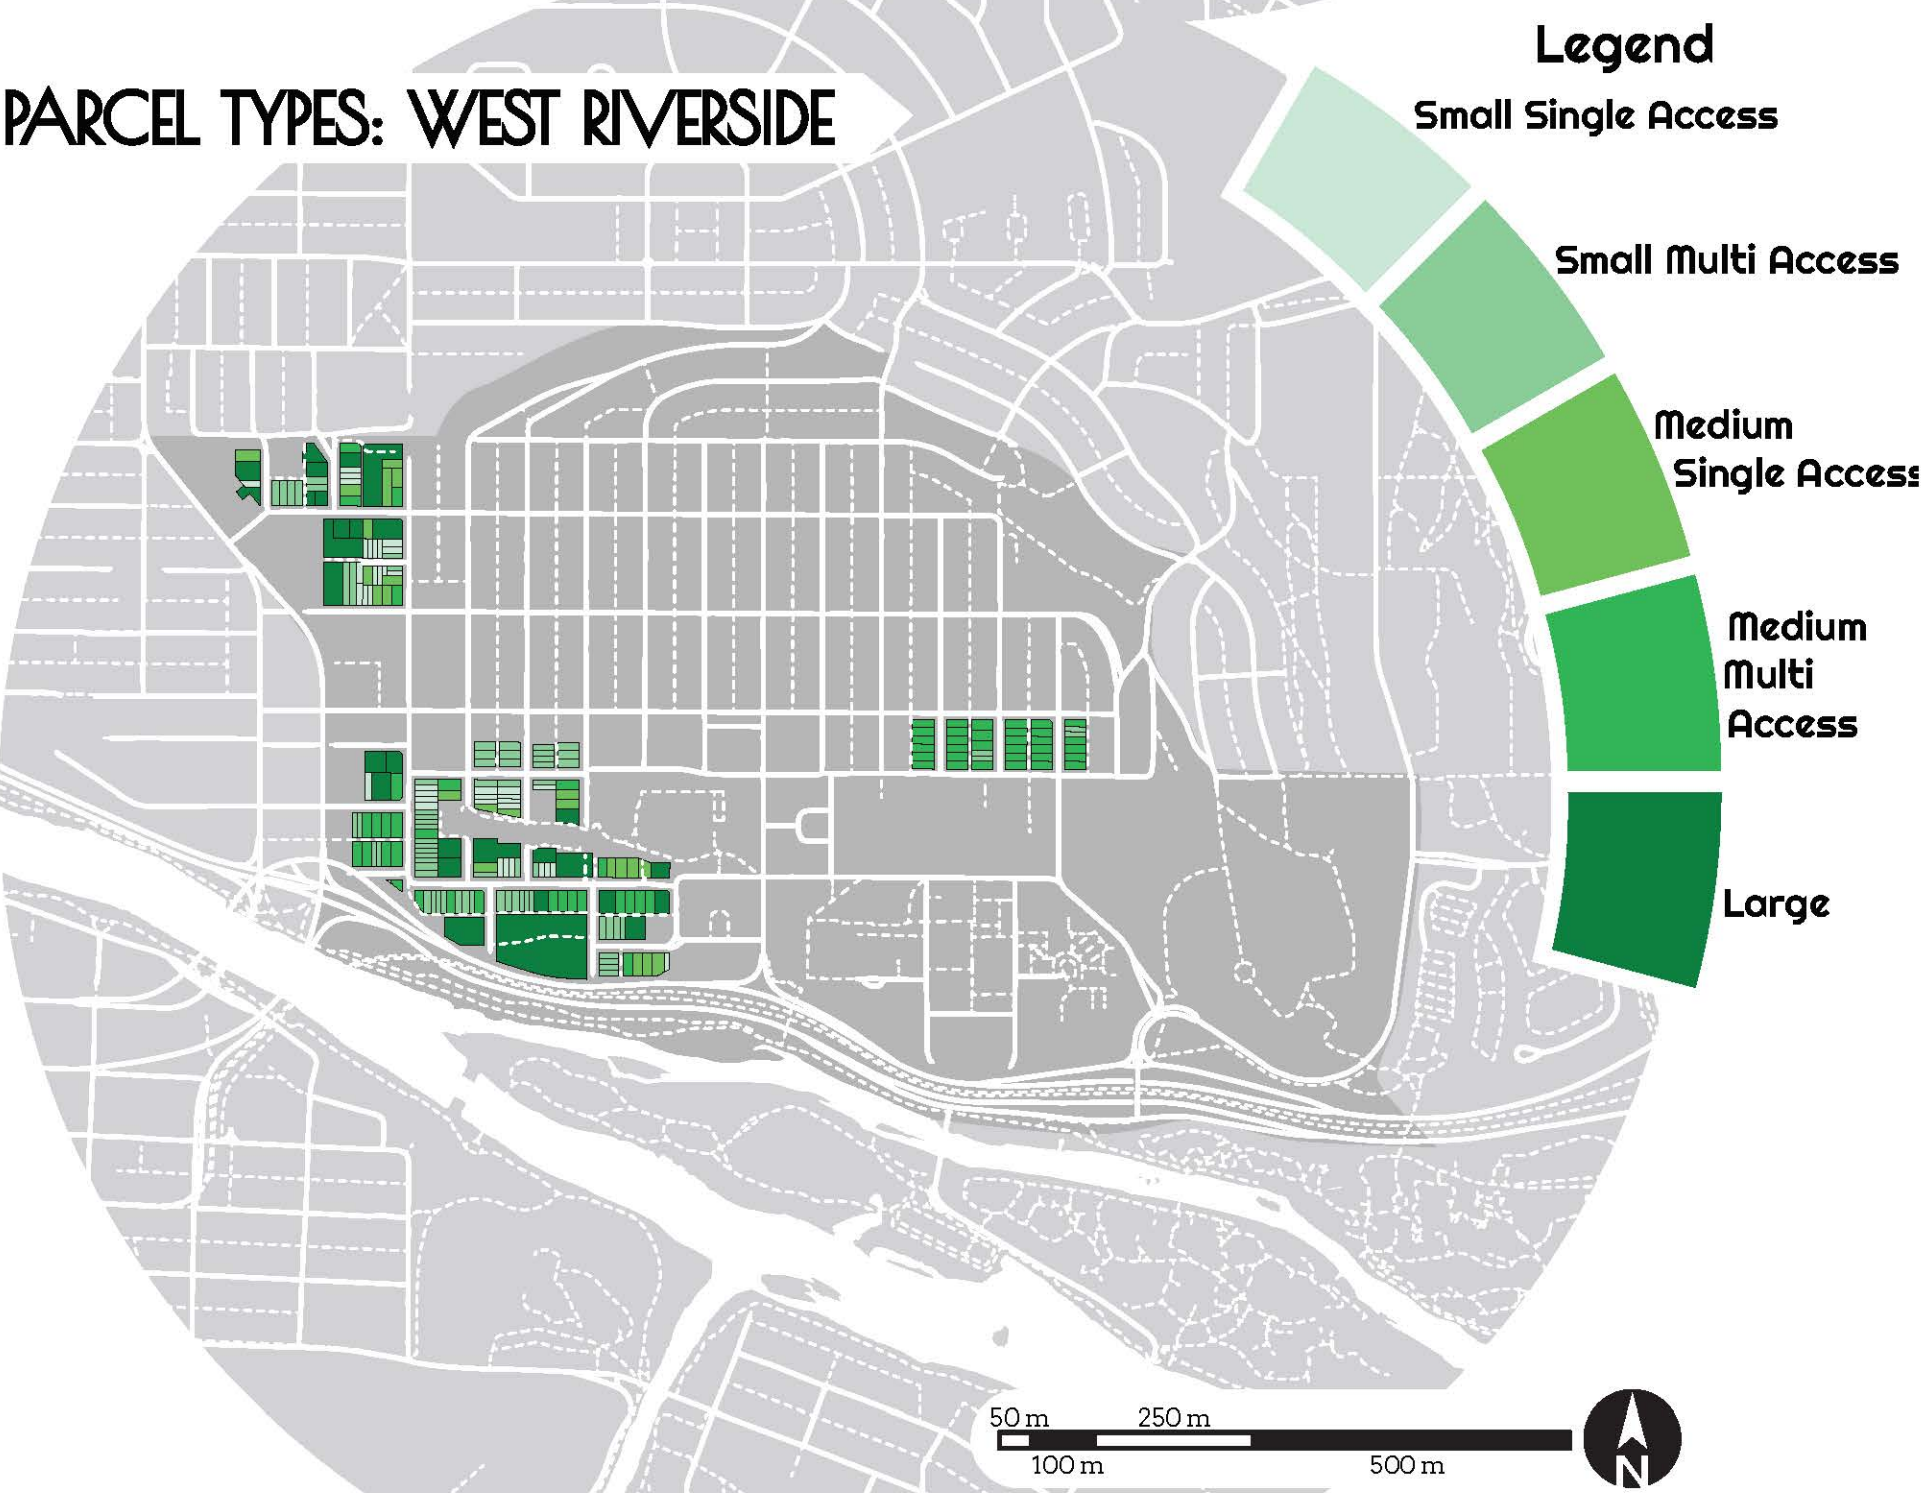 PARCEL TYPES: WEST RIVERSIDE
Legend
Small Single Access
Small Multi Access
Medium
Single Access
Medium
Multi
Access
Large
50 m 250 m
100 m 500 m
N